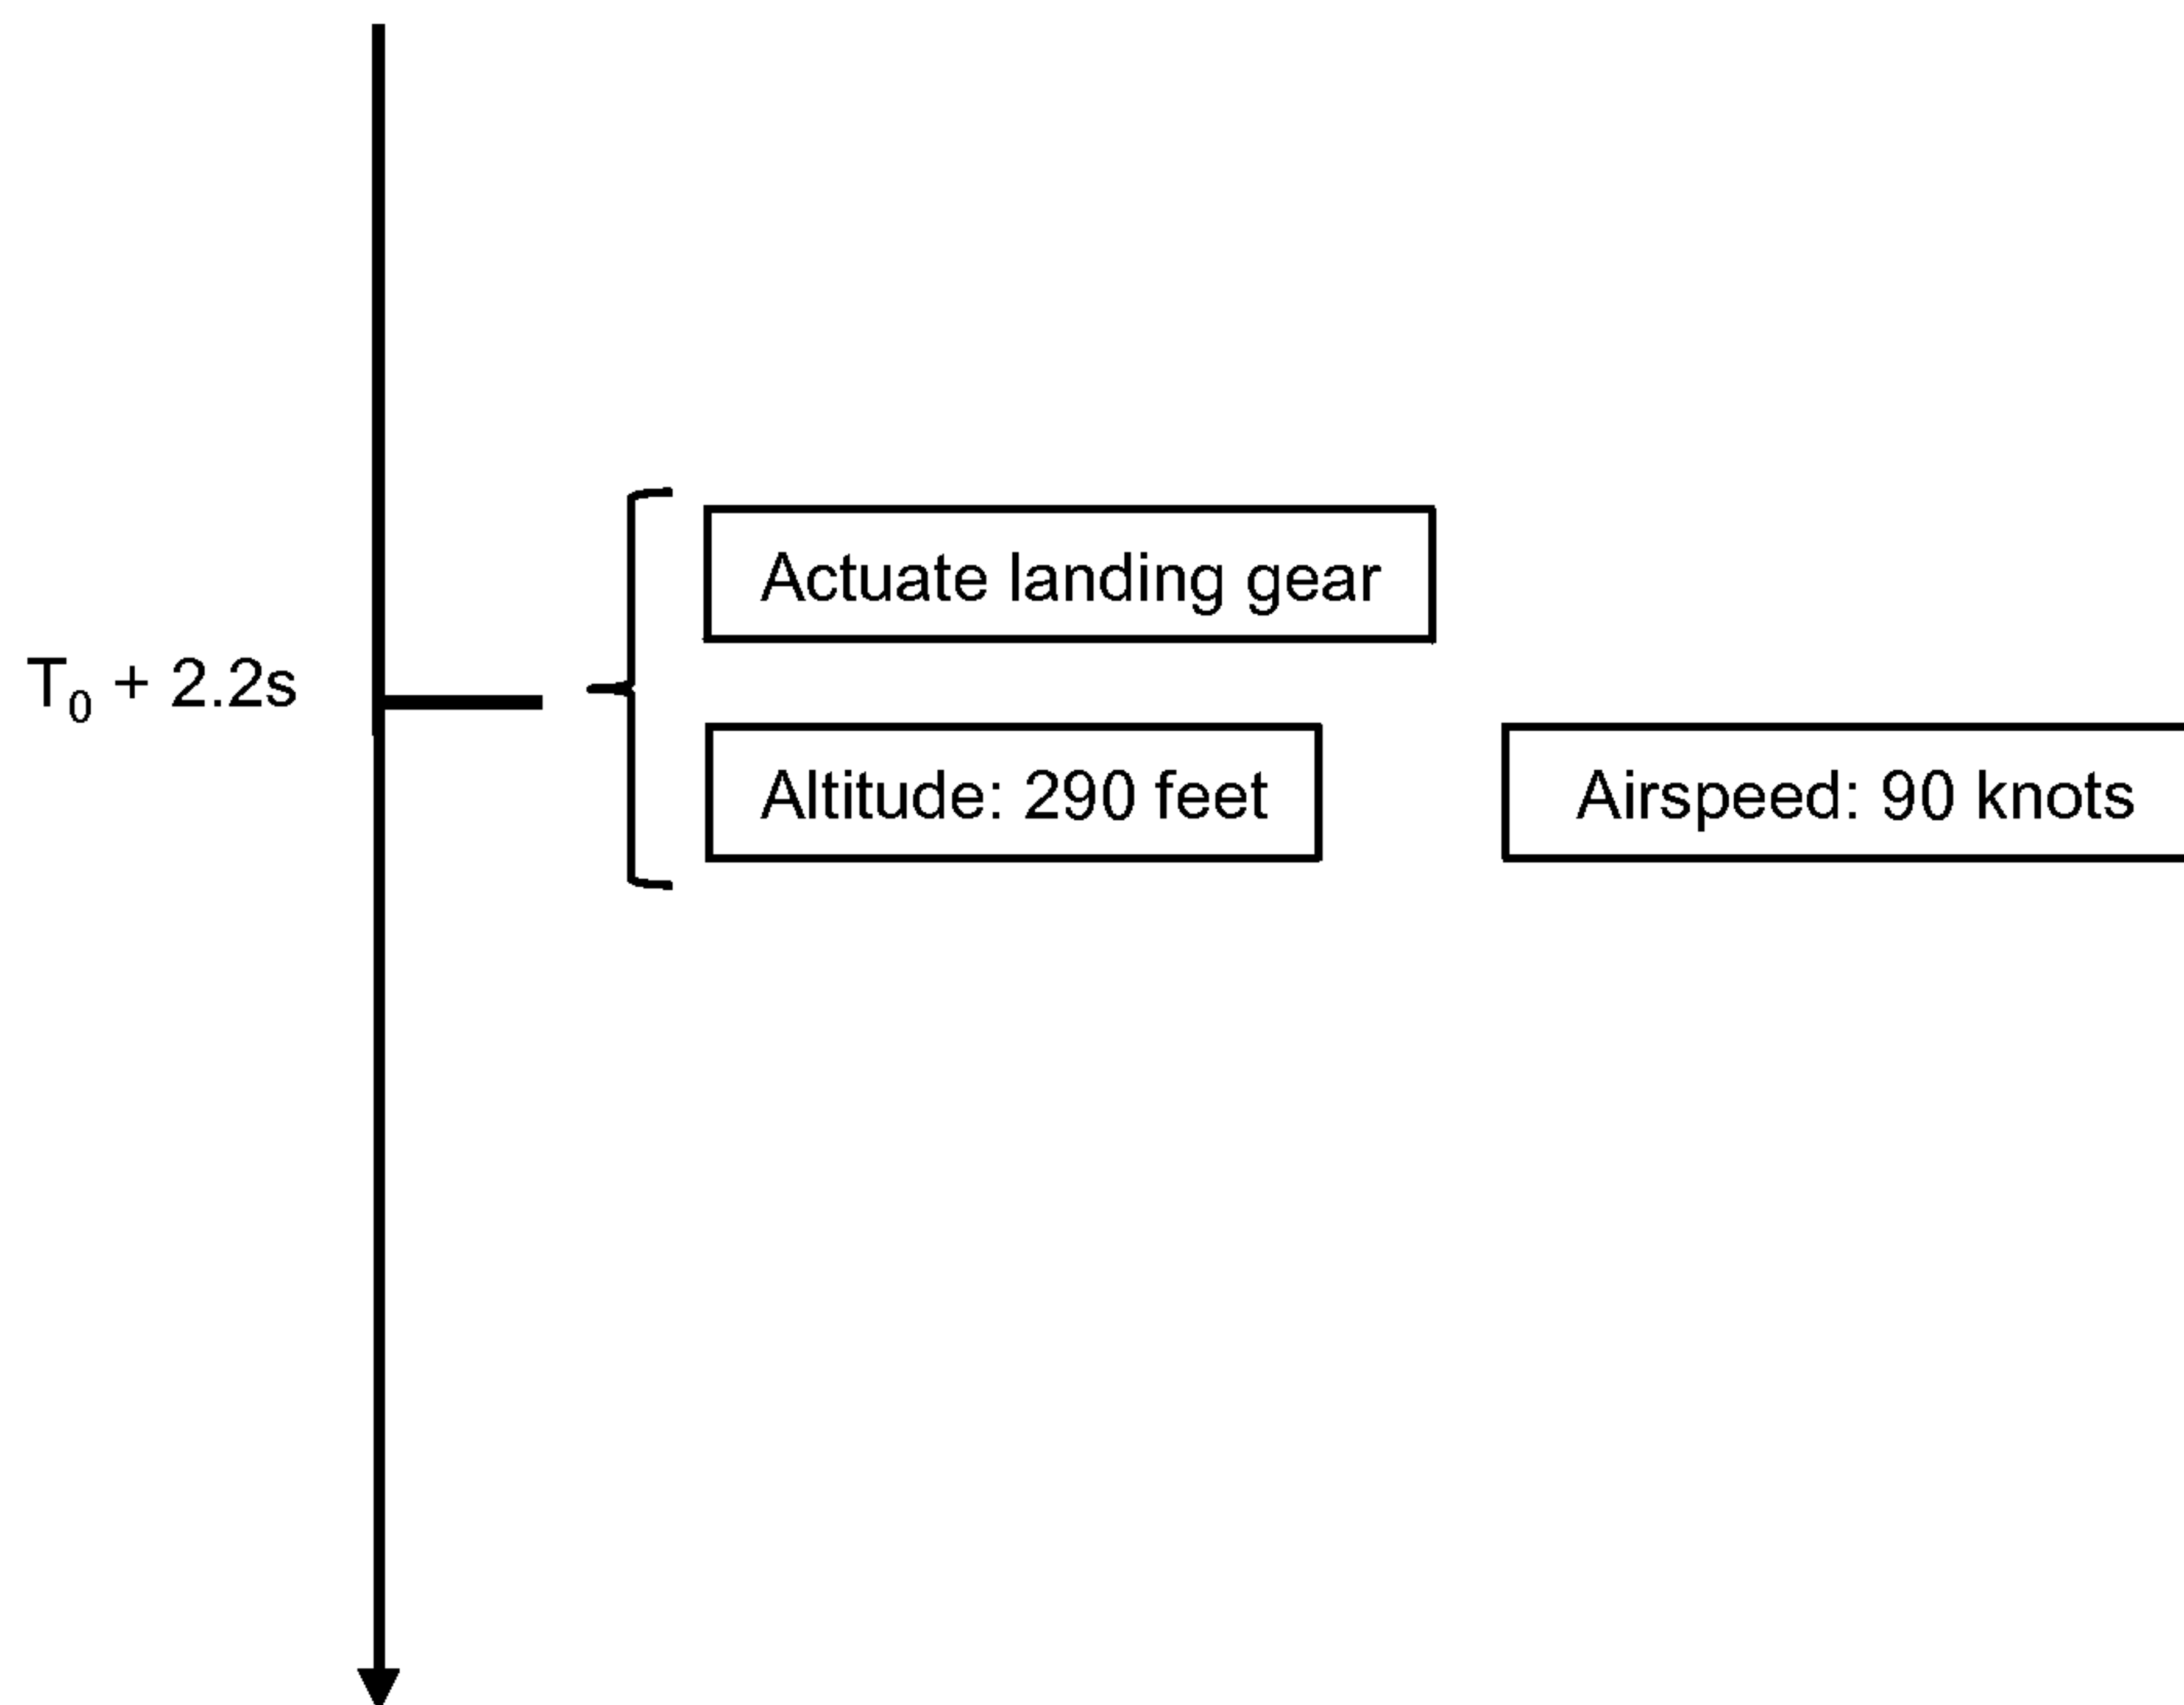 Actuate landing gear
T0 + 2.2s
Altitude: 290 feet
Airspeed: 90 knots